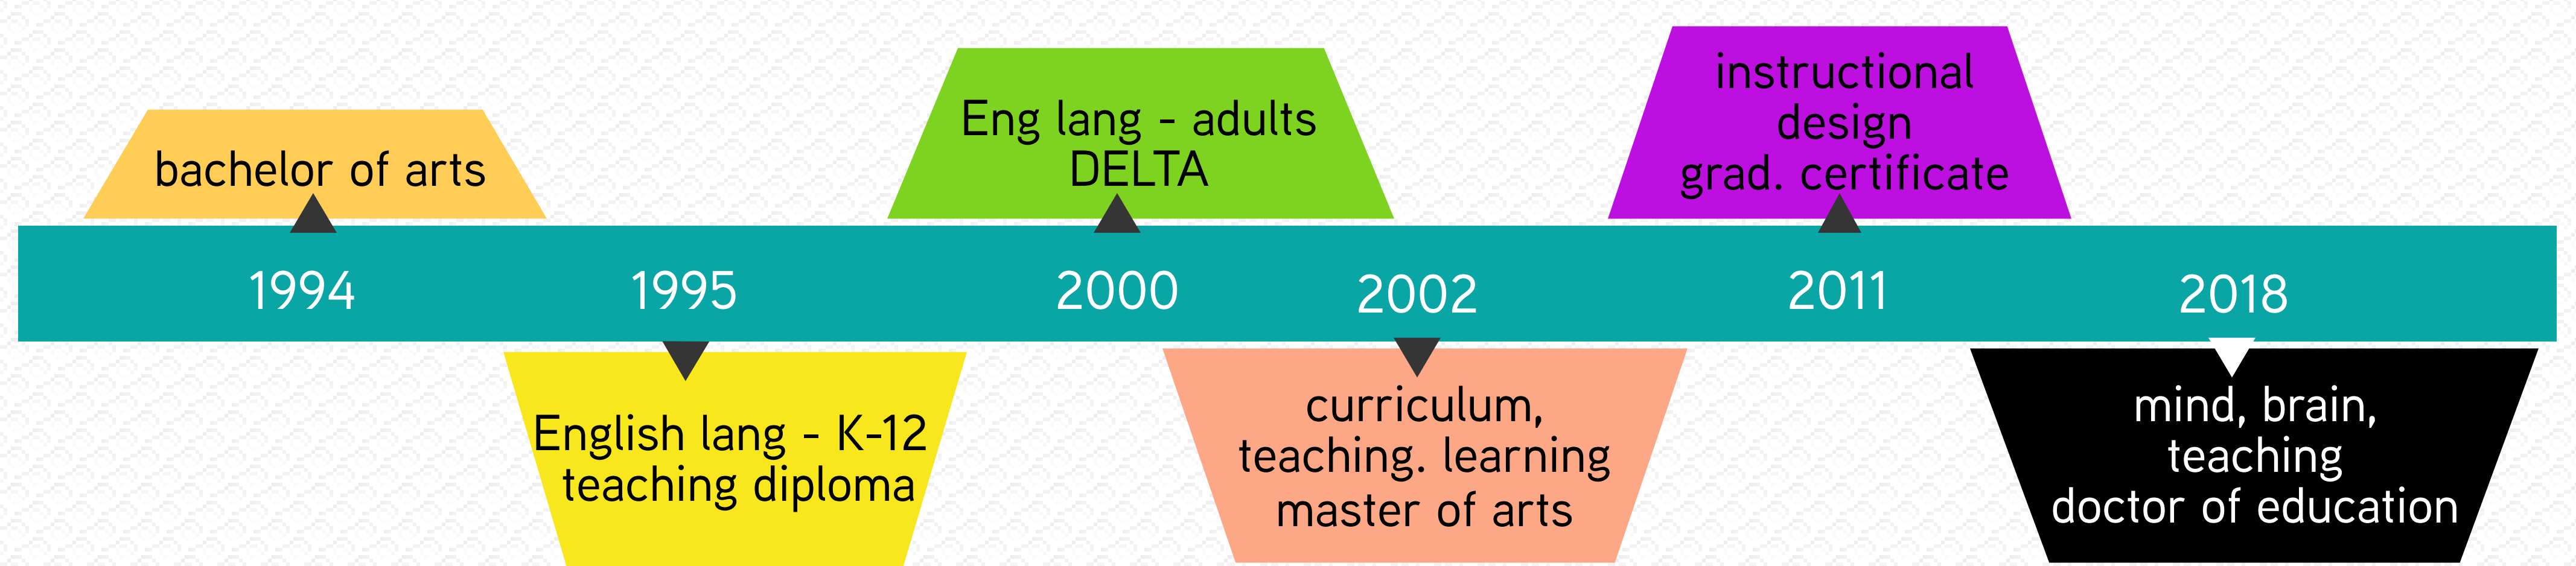 bachelor of arts
Eng lang - adults
DELTA
instructional
design
grad. certificate
1994
1995
2000
2002
2011
2018
English lang - K-12
teaching diploma
curriculum,
teaching. learning
master of arts
mind, brain,
teaching
doctor of education